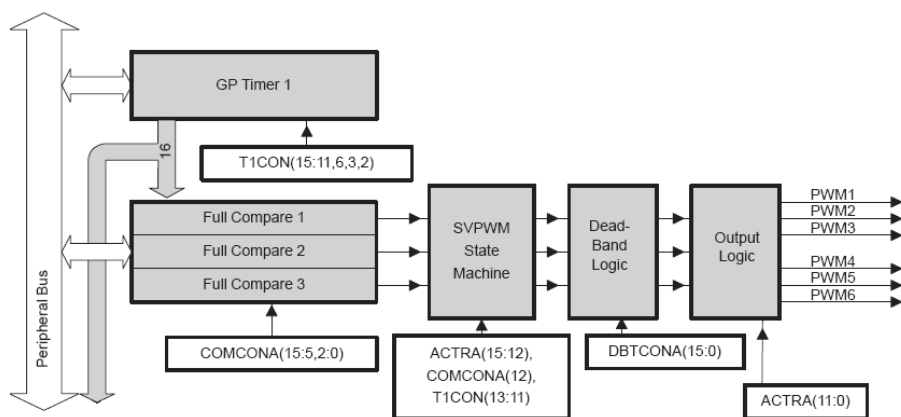 GP Timer 1
16
T1CON(15:11,6,3,2)
Peripheral Bus
Full Compare 1
Full Compare 2
Full Compare 3
SVPWM
State
Machine
Dead-
Band
Logic
Output
Logic
PWM1
PWM2
PWM3
PWM4
PWM5
PWM6
COMCONA(15:5,2:0)
ACTRA(15:12),
COMCONA(12),
T1CON(13:11)
DBTCONA(15:0)
ACTRA(11:0)